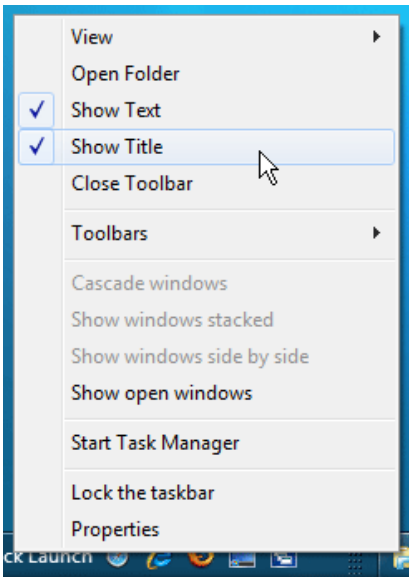 View
Open Folder
Show Text
Show Title
Close Toolbar
Toolbars
Cascade windows
Show windows stacked
Show windows side by side
Show open windows
Start Task Manager
Lock the taskbar
Properties
ck Launch